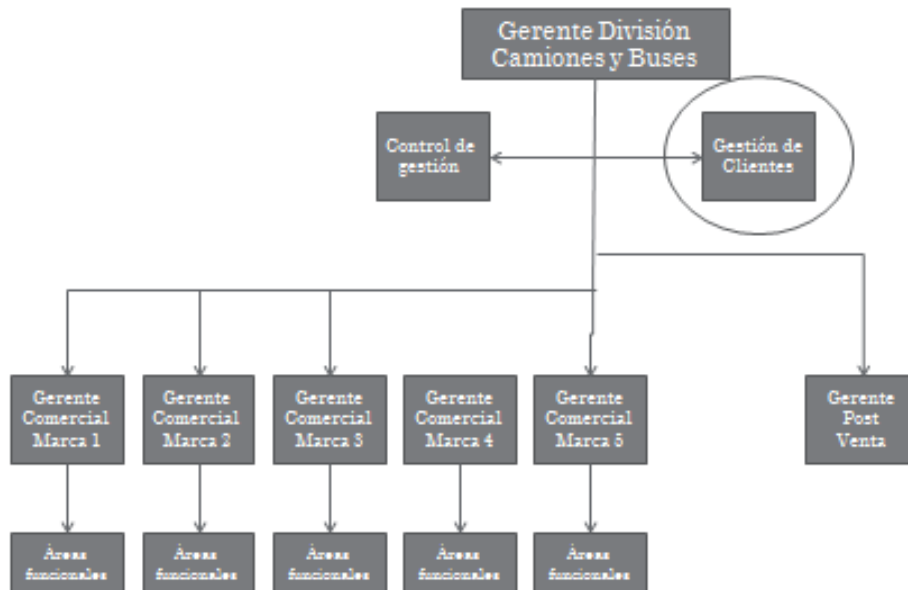 Gerente División
Camiones y Buses
Control de
gestión
Gestión de
Clientes
Gerente
Comercial
Marca 1
Gerente
Comercial
Marca 2
Gerente
Comercial
Marca 3
Gerente
Comercial
Marca 4
Gerente
Comercial
Marca 5
Gerente
Post
Venta
Áreas
funcionales
Áreas
funcionales
Áreas
funcionales
Áreas
funcionales
Áreas
funcionales